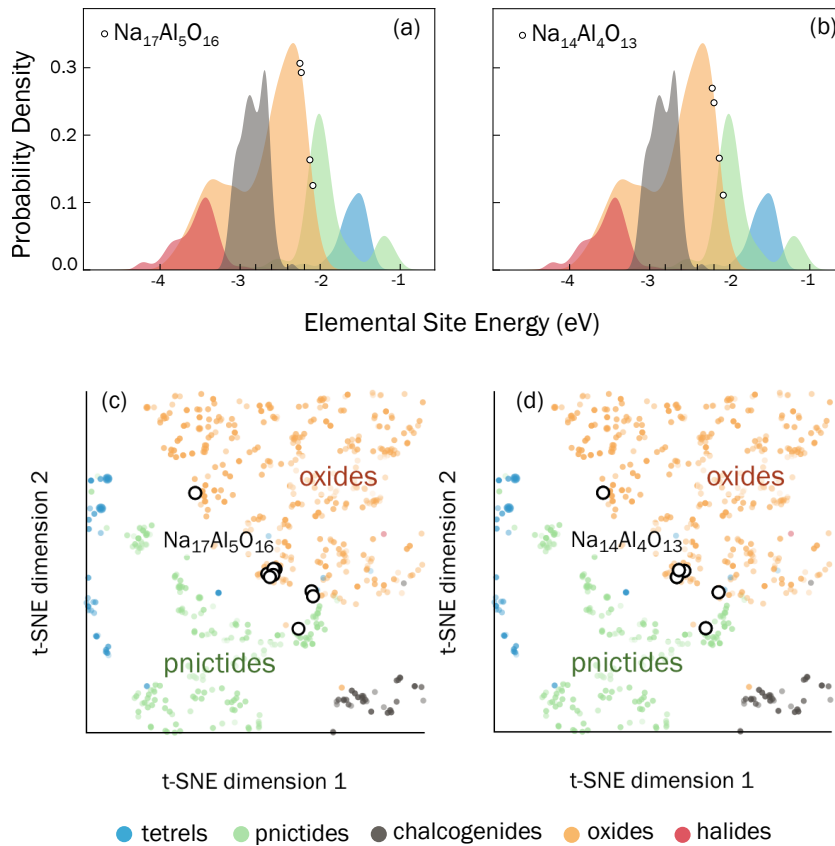 Na₁₇Al₅O₁₆ (a)
Na₁₄Al₄O₁₃ (b)
Probability Density
0.3
0.2
0.1
0.0
-4 -3 -2 -1
-4 -3 -2 -1
Elemental Site Energy (eV)
(c)
(d)
t-SNE dimension 2
t-SNE dimension 2
oxides
oxides
Na₁₇Al₅O₁₆
Na₁₄Al₄O₁₃
pnictides
pnictides
t-SNE dimension 1
t-SNE dimension 1
tetrels pnictides chalcogenides oxides halides